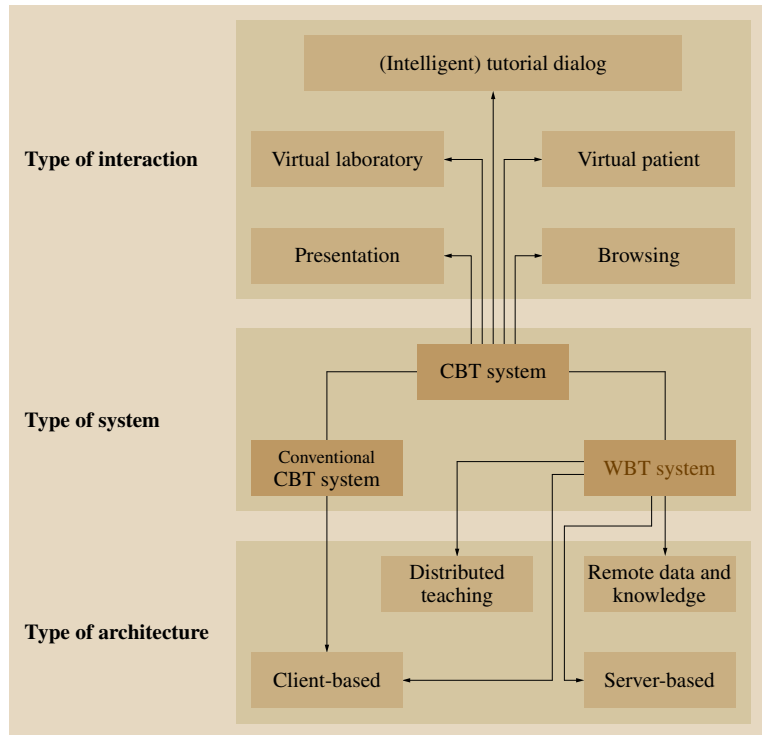 (Intelligent) tutorial dialog
Type of interaction
Virtual laboratory
Virtual patient
Presentation
Browsing
CBT system
Type of system
Conventional
CBT system
WBT system
Distributed
teaching
Remote data and
knowledge
Type of architecture
Client-based
Server-based